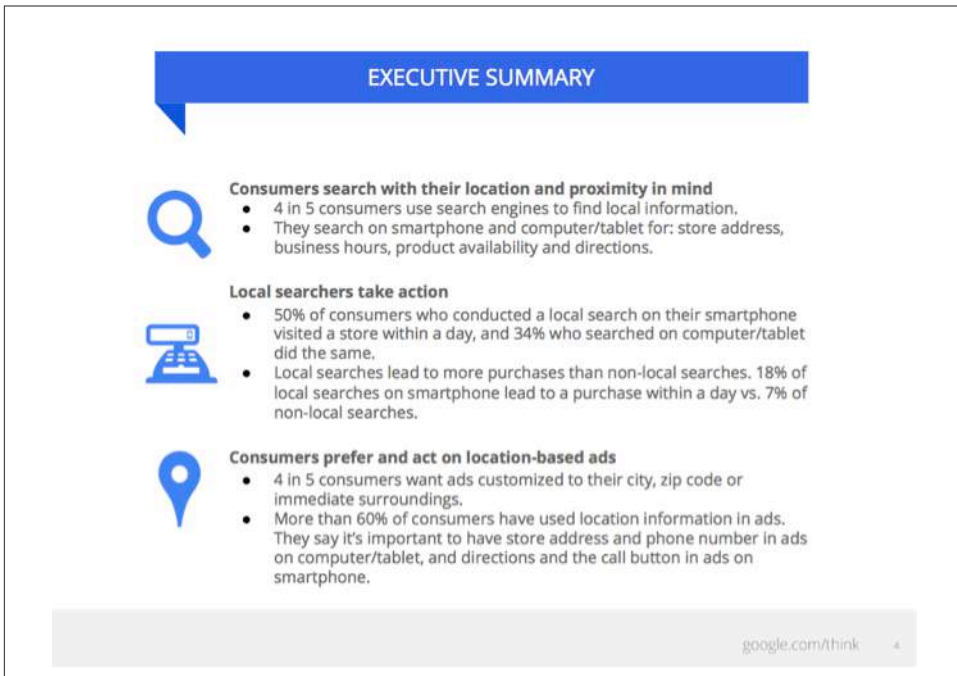 EXECUTIVE SUMMARY
Consumers search with their location and proximity in mind
● 4 in 5 consumers use search engines to find local information.
● They search on smartphone and computer/tablet for: store address,
business hours, product availability and directions.
Local searchers take action
● 50% of consumers who conducted a local search on their smartphone
visited a store within a day, and 34% who searched on computer/tablet
did the same.
● Local searches lead to more purchases than non-local searches. 18% of
local searches on smartphone lead to a purchase within a day vs. 7% of
non-local searches.
Consumers prefer and act on location-based ads
● 4 in 5 consumers want ads customized to their city, zip code or
immediate surroundings.
● More than 60% of consumers have used location information in ads.
They say it's important to have store address and phone number in ads
on computer/tablet, and directions and the call button in ads on
smartphone.
google.com/think 4